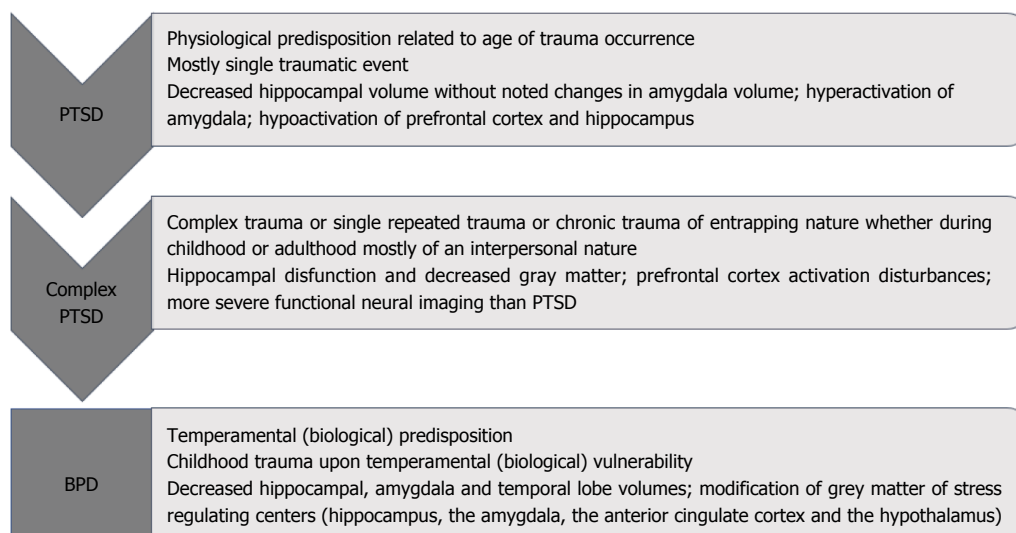 PTSD
Physiological predisposition related to age of trauma occurrence
Mostly single traumatic event
Decreased hippocampal volume without noted changes in amygdala volume; hyperactivation of
amygdala; hypoactivation of prefrontal cortex and hippocampus
Complex
PTSD
Complex trauma or single repeated trauma or chronic trauma of entrapping nature whether during
childhood or adulthood mostly of an interpersonal nature
Hippocampal disfunction and decreased gray matter; prefrontal cortex activation disturbances;
more severe functional neural imaging than PTSD
BPD
Temperamental (biological) predisposition
Childhood trauma upon temperamental (biological) vulnerability
Decreased hippocampal, amygdala and temporal lobe volumes; modification of grey matter of stress
regulating centers (hippocampus, the amygdala, the anterior cingulate cortex and the hypothalamus)